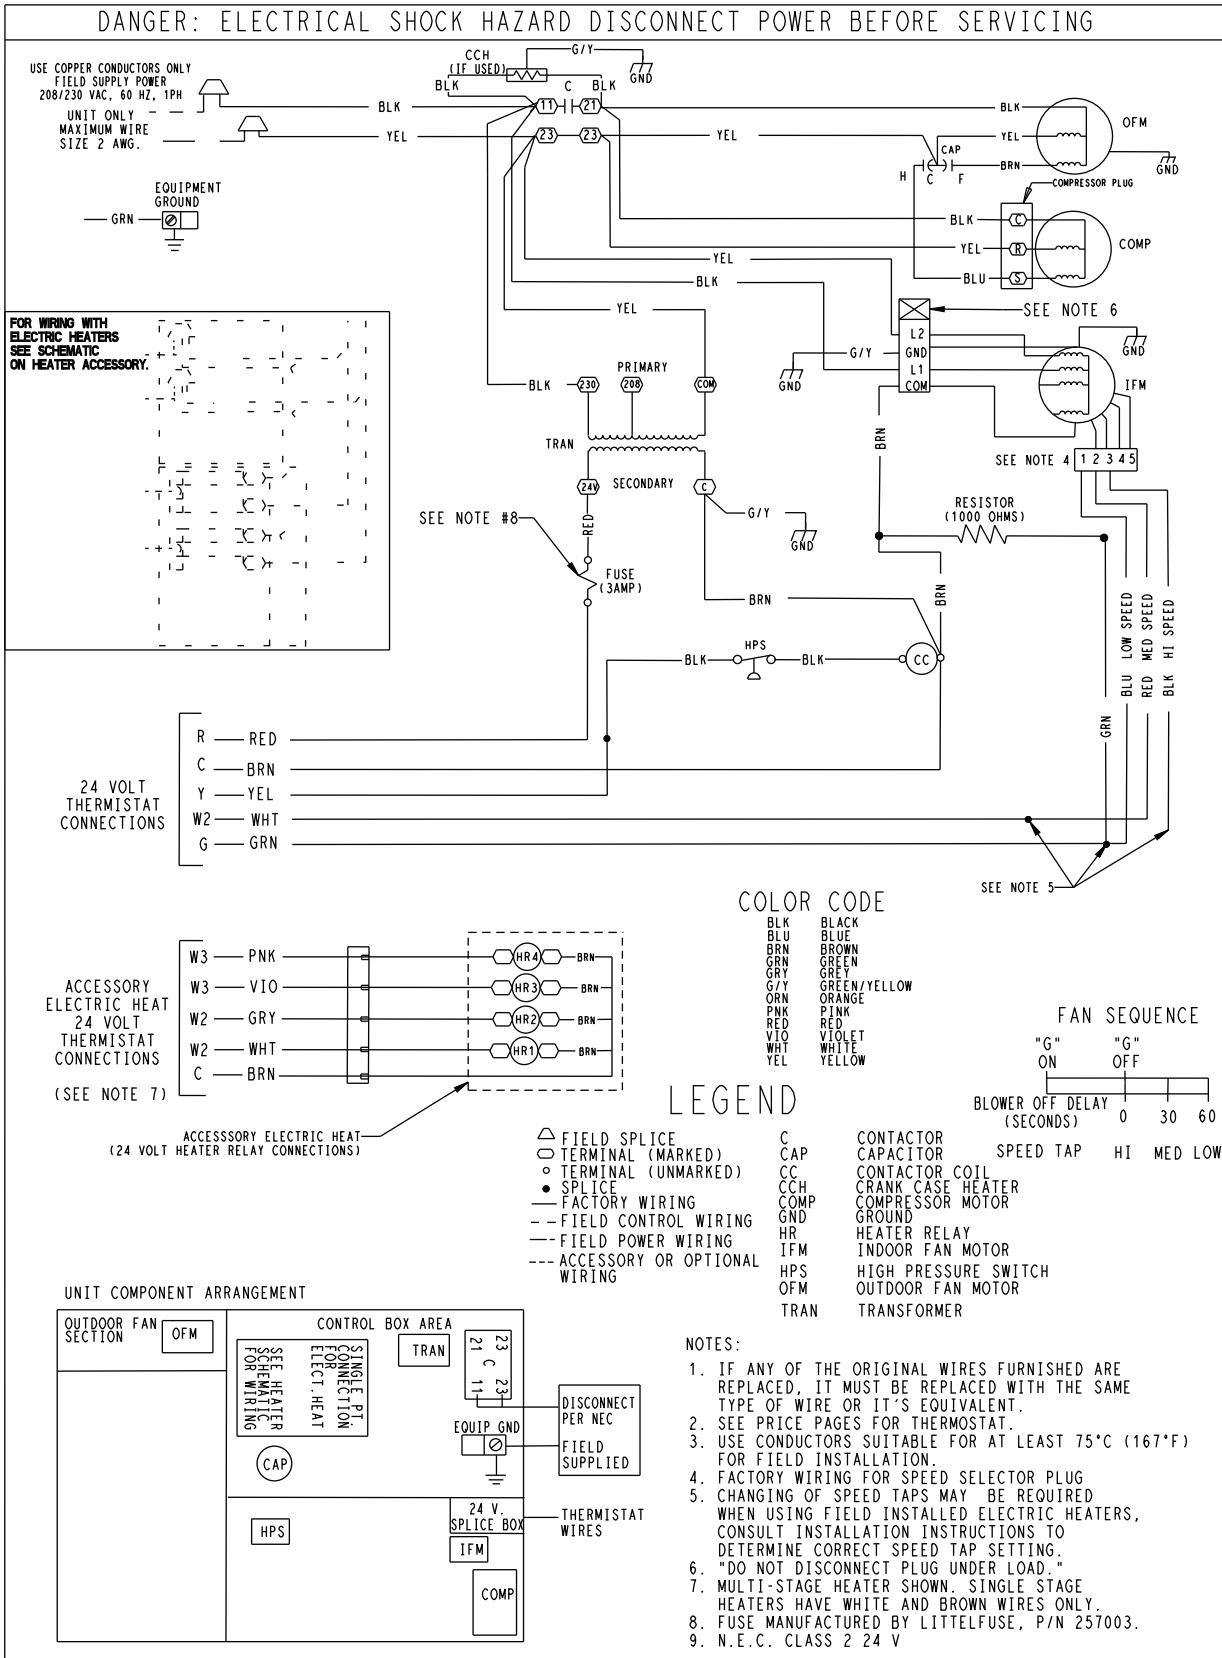 DANGER: ELECTRICAL SHOCK HAZARD DISCONNECT POWER BEFORE SERVICING
USE COPPER CONDUCTORS ONLY
FIELD SUPPLY POWER
208/230 VAC, 60 HZ, 1PH
UNIT ONLY
MAXIMUM WIRE
SIZE 2 AWG.
BLK
YEL
CCH
(IF USED)
G/Y
GND
BLK
C
BLK
11
21
23
23
YEL
BLK
YEL
BRN
OFM
GND
CAP
H
C
F
COMPRESSOR PLUG
BLK
C
YEL
R
BLU
S
COMP
EQUIPMENT
GROUND
GRN
YEL
BLK
YEL
SEE NOTE 6
L2
GND
L1
COM
G/Y
GND
GND
IFM
FOR WIRING WITH
ELECTRIC HEATERS
SEE SCHEMATIC
ON HEATER ACCESSORY.
BLK
230
PRIMARY
208
COM
TRAN
24V
SECONDARY
C
G/Y
GND
RED
SEE NOTE #8
FUSE
(3AMP)
BRN
SEE NOTE 4
1 2 3 4 5
RESISTOR
(1000 OHMS)
BRN
BRN
BLK
HPS
BLK
CC
GRN
BLU LOW SPEED
RED MED SPEED
BLK HI SPEED
24 VOLT
THERMISTAT
CONNECTIONS
R RED
C BRN
Y YEL
W2 WHT
G GRN
SEE NOTE 5
ACCESSORY
ELECTRIC HEAT
24 VOLT
THERMISTAT
CONNECTIONS
(SEE NOTE 7)
W3 PNK
W3 VIO
W2 GRY
W2 WHT
C BRN
HR4 BRN
HR3 BRN
HR2 BRN
HR1 BRN
ACCESSSORY ELECTRIC HEAT
(24 VOLT HEATER RELAY CONNECTIONS)
COLOR CODE
BLK BLACK
BLU BLUE
BRN BROWN
GRN GREEN
GRY GREY
G/Y GREEN/YELLOW
ORN ORANGE
PNK PINK
RED RED
VIO VIOLET
WHT WHITE
YEL YELLOW
FAN SEQUENCE
"G" "G"
ON OFF
BLOWER OFF DELAY
(SECONDS) 0 30 60
SPEED TAP HI MED LOW
LEGEND
FIELD SPLICE
TERMINAL (MARKED)
TERMINAL (UNMARKED)
SPLICE
FACTORY WIRING
FIELD CONTROL WIRING
FIELD POWER WIRING
ACCESSORY OR OPTIONAL
WIRING
C CONTACTOR
CAP CAPACITOR
CC CONTACTOR COIL
CCH CRANK CASE HEATER
COMP COMPRESSOR MOTOR
GND GROUND
HR HEATER RELAY
IFM INDOOR FAN MOTOR
HPS HIGH PRESSURE SWITCH
OFM OUTDOOR FAN MOTOR
TRAN TRANSFORMER
UNIT COMPONENT ARRANGEMENT
OUTDOOR FAN
SECTION
OFM
CONTROL BOX AREA
SINGLE PT.
CONNECTION
FOR
ELECT.HEAT
SEE HEATER
SCHEMATIC
FOR WIRING
TRAN
23
21
C
23
11
DISCONNECT
PER NEC
FIELD
SUPPLIED
EQUIP GND
CAP
24 V.
SPLICE BOX
THERMISTAT
WIRES
HPS
IFM
COMP
NOTES:
1. IF ANY OF THE ORIGINAL WIRES FURNISHED ARE
REPLACED, IT MUST BE REPLACED WITH THE SAME
TYPE OF WIRE OR IT'S EQUIVALENT.
2. SEE PRICE PAGES FOR THERMOSTAT.
3. USE CONDUCTORS SUITABLE FOR AT LEAST 75°C (167°F)
FOR FIELD INSTALLATION.
4. FACTORY WIRING FOR SPEED SELECTOR PLUG
5. CHANGING OF SPEED TAPS MAY BE REQUIRED
WHEN USING FIELD INSTALLED ELECTRIC HEATERS,
CONSULT INSTALLATION INSTRUCTIONS TO
DETERMINE CORRECT SPEED TAP SETTING.
6. "DO NOT DISCONNECT PLUG UNDER LOAD."
7. MULTI-STAGE HEATER SHOWN. SINGLE STAGE
HEATERS HAVE WHITE AND BROWN WIRES ONLY.
8. FUSE MANUFACTURED BY LITTELFUSE, P/N 257003.
9. N.E.C. CLASS 2 24 V